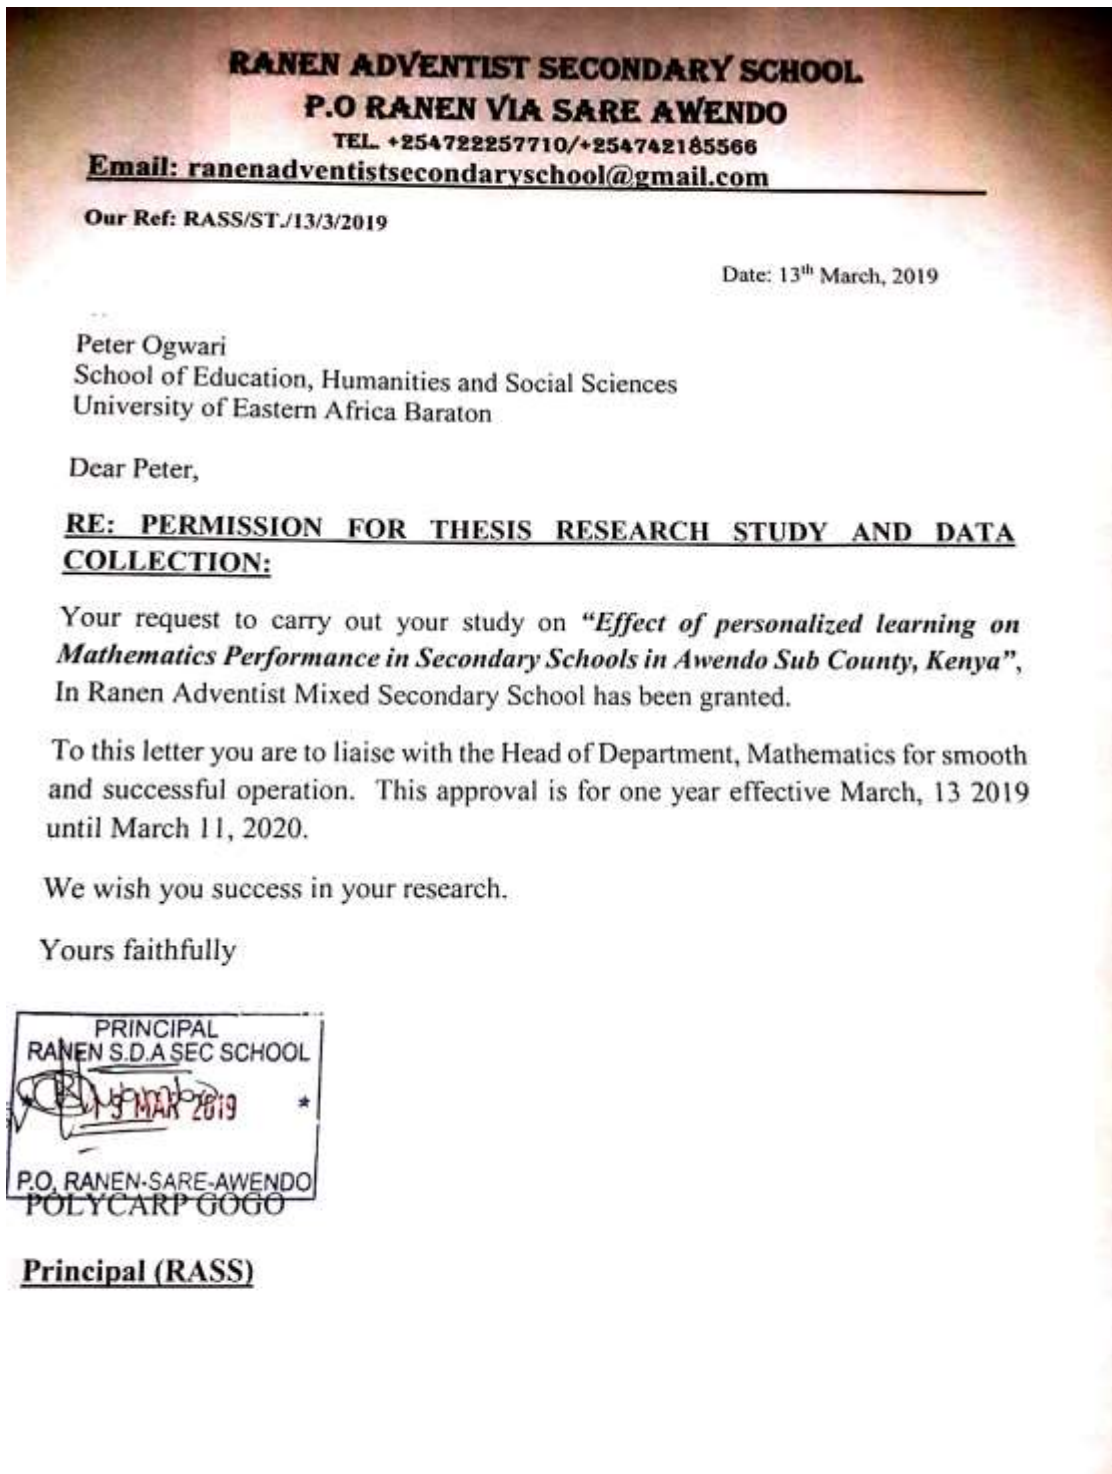 RANEN ADVENTIST SECONDARY SCHOOL
P.O RANEN VIA SARE AWENDO
TEL. +254722257710/+254742185566
Email: ranenadventistsecondaryschool@gmail.com
Our Ref: RASS/ST./13/3/2019
Date: 13th March, 2019
Peter Ogwari
School of Education, Humanities and Social Sciences
University of Eastern Africa Baraton
Dear Peter,
RE: PERMISSION FOR THESIS RESEARCH STUDY AND DATA
COLLECTION:
Your request to carry out your study on “Effect of personalized learning on
Mathematics Performance in Secondary Schools in Awendo Sub County, Kenya”,
In Ranen Adventist Mixed Secondary School has been granted.
To this letter you are to liaise with the Head of Department, Mathematics for smooth
and successful operation. This approval is for one year effective March, 13 2019
until March 11, 2020.
We wish you success in your research.
Yours faithfully
PRINCIPAL
RANEN S.D.A SEC SCHOOL
13 MAR 2019
P.O, RANEN-SARE-AWENDO
POLYCARP GOGO
Principal (RASS)